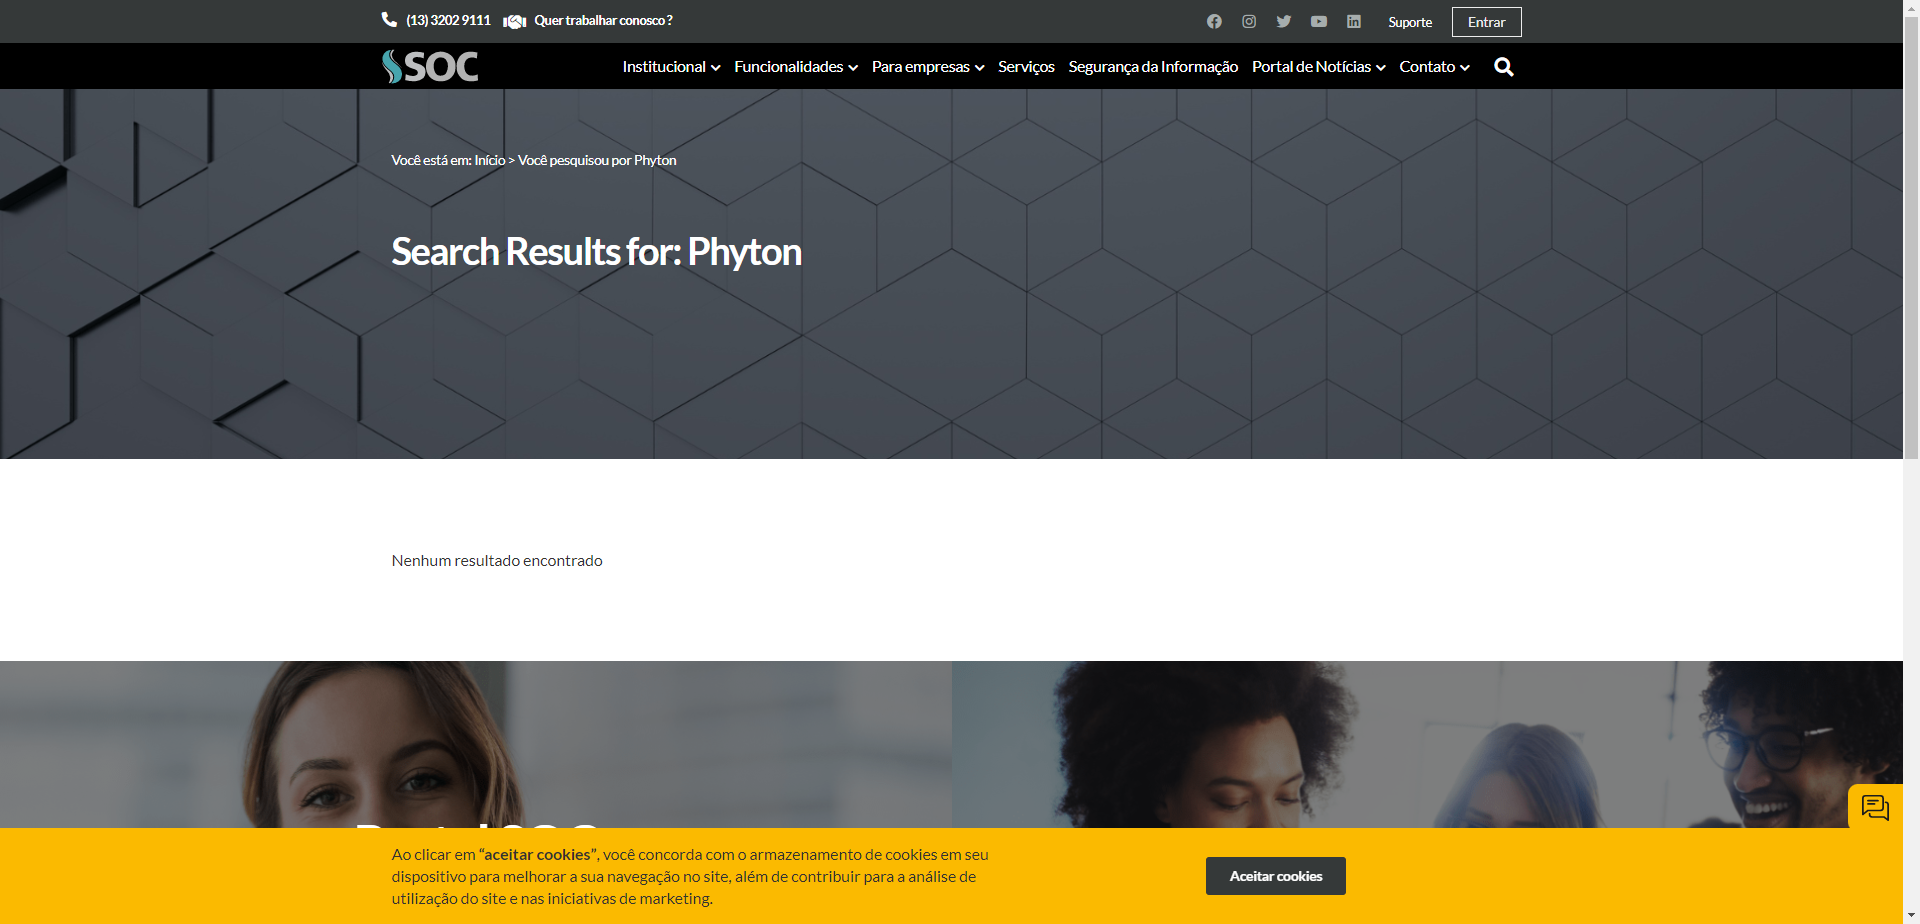 (13) 3202 9111 Quer trabalhar conosco ? Suporte Entrar
SOC Institucional Funcionalidades Para empresas Serviços Segurança da Informação Portal de Notícias Contato
Você está em: Início > Você pesquisou por Phyton
Search Results for: Phyton
Nenhum resultado encontrado
Ao clicar em “aceitar cookies”, você concorda com o armazenamento de cookies em seu
dispositivo para melhorar a sua navegação no site, além de contribuir para a análise de
utilização do site e nas iniciativas de marketing.
Aceitar cookies